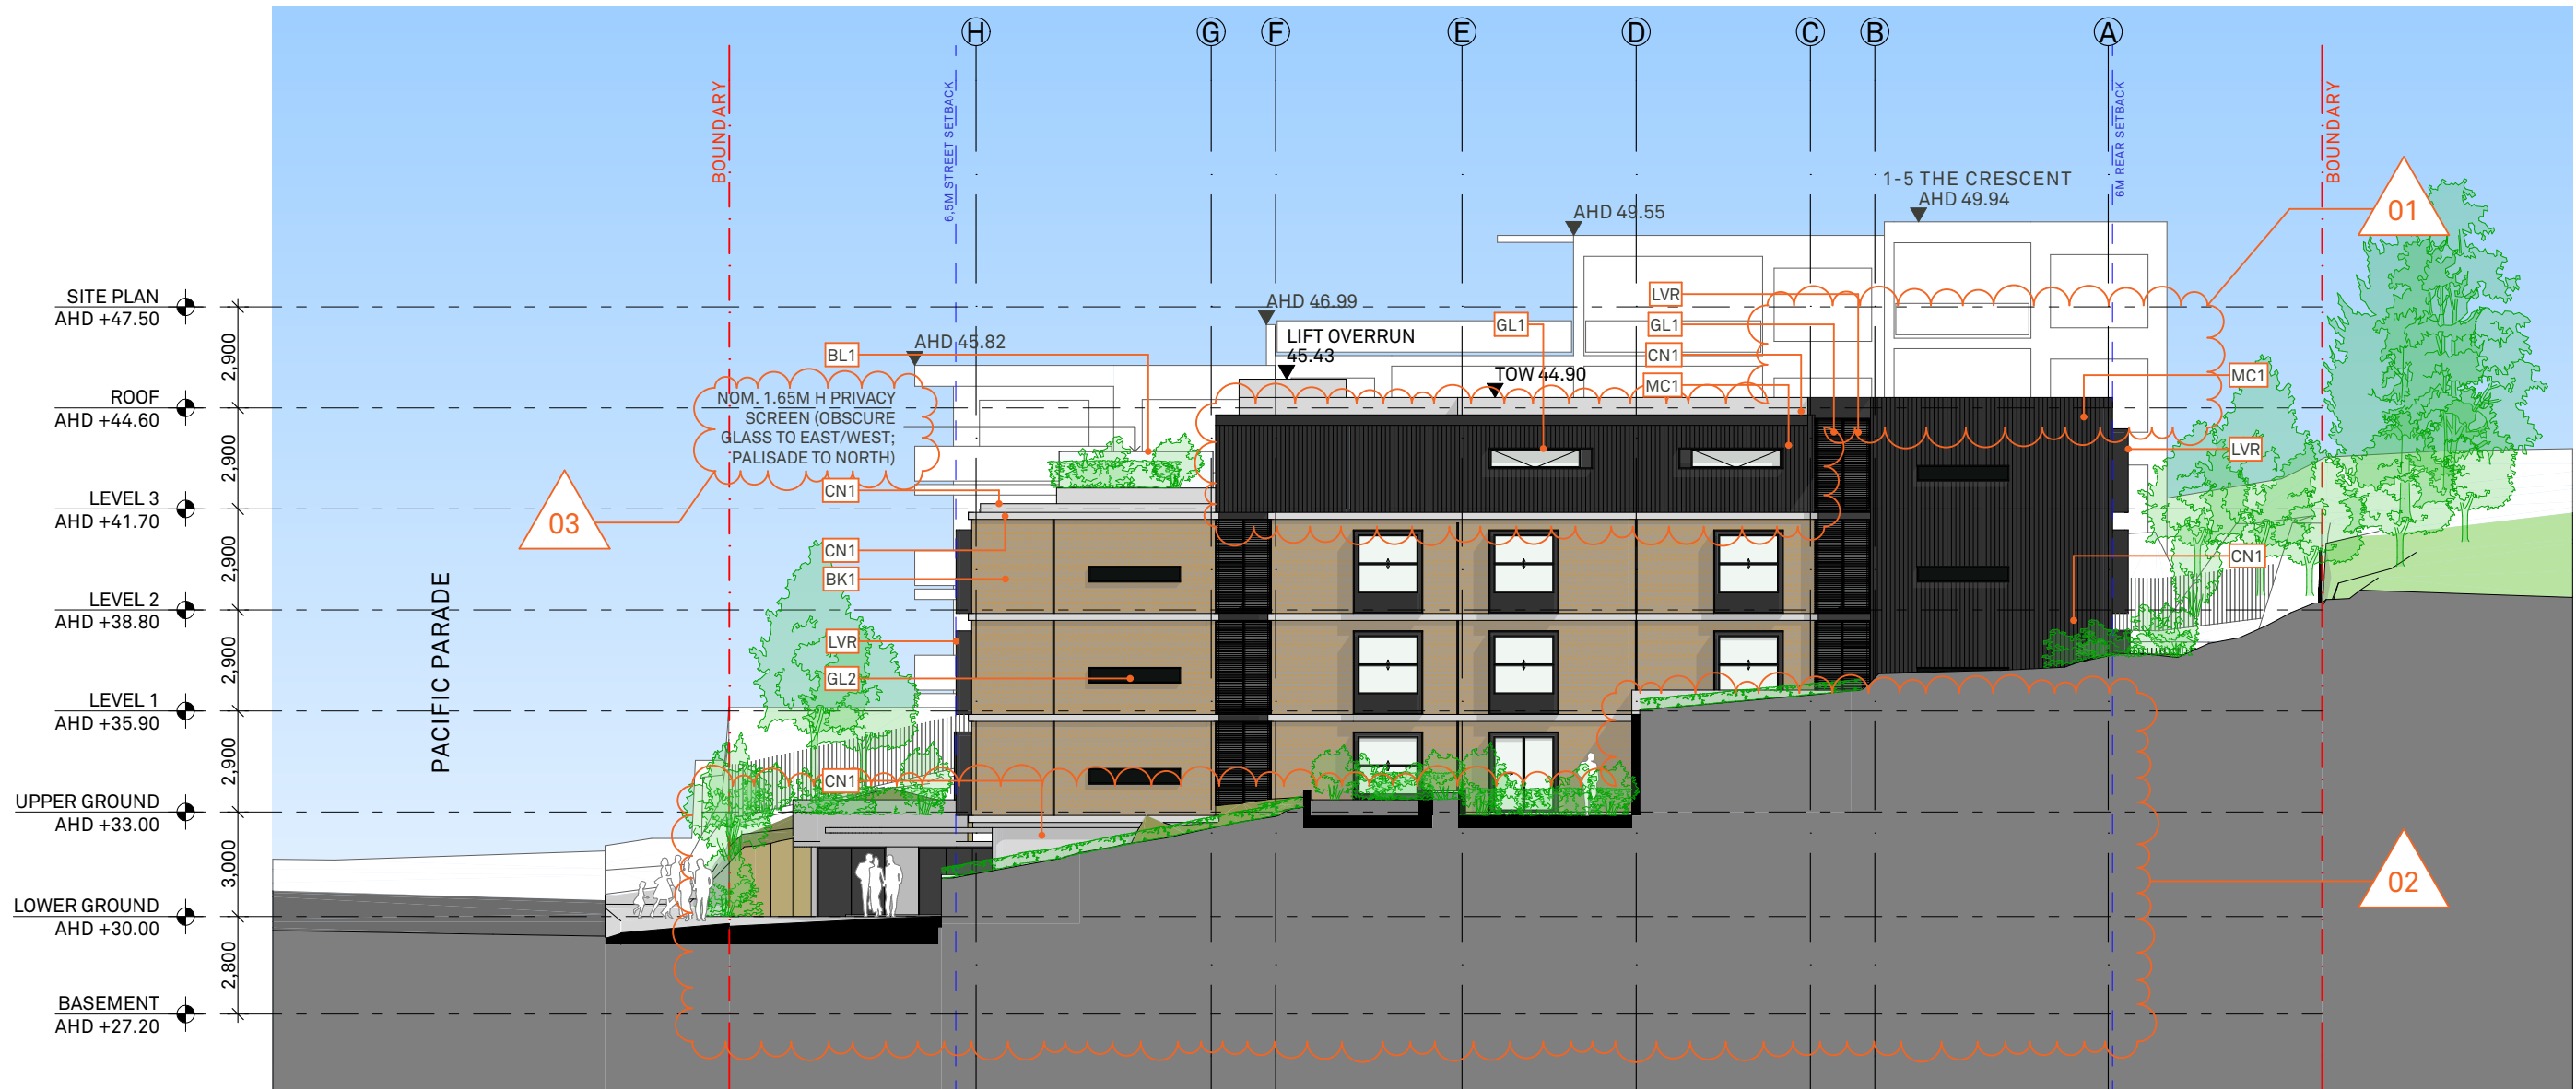 H
G
F
E
D
C
B
A
BOUNDARY
6,5M STREET SETBACK
6M REAR SETBACK
BOUNDARY
1-5 THE CRESCENT
AHD 49.94
01
AHD 49.55
SITE PLAN
AHD +47.50
AHD 46.99
LVR
GL1
GL1
LIFT OVERRUN
45.43
AHD 45.82
BL1
CN1
TOW 44.90
MC1
MC1
2,900
ROOF
AHD +44.60
NOM. 1.65M H PRIVACY
SCREEN (OBSCURE
GLASS TO EAST/WEST;
PALISADE TO NORTH)
LVR
2,900
CN1
LEVEL 3
AHD +41.70
03
CN1
CN1
BK1
2,900
LEVEL 2
AHD +38.80
PACIFIC PARADE
LVR
GL2
2,900
LEVEL 1
AHD +35.90
2,900
CN1
UPPER GROUND
AHD +33.00
3,000
02
LOWER GROUND
AHD +30.00
2,800
BASEMENT
AHD +27.20